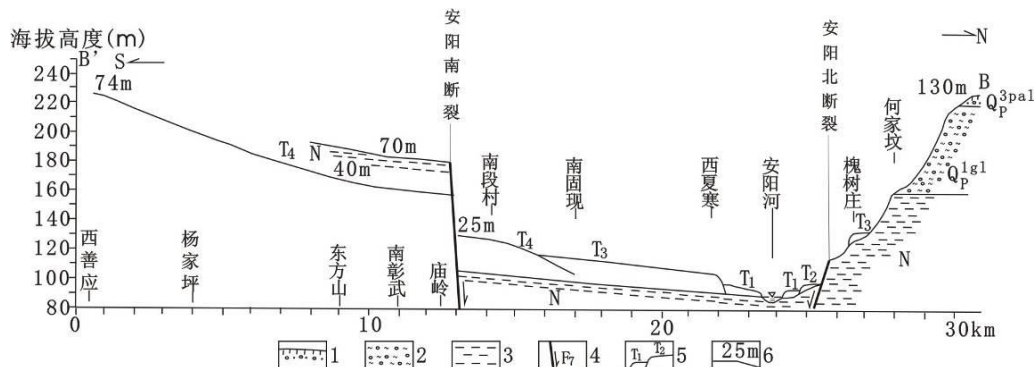 海拔高度(m)
B' S
N
240
220
200
180
160
140
120
100
80
74m
T4
N
70m
40m
安阳南断裂
25m
南段村
T4
南固现
T3
西夏寒
安阳河
安阳北断裂
槐树庄
何家坟
130m
B
Qp3pal
Qp1gl
T3
N
T1
T1
T2
N
西善应
杨家坪
东方山
南彰武
庙岭
0
10
20
30km
1
2
3
F7 4
T1 T2 5
25m 6